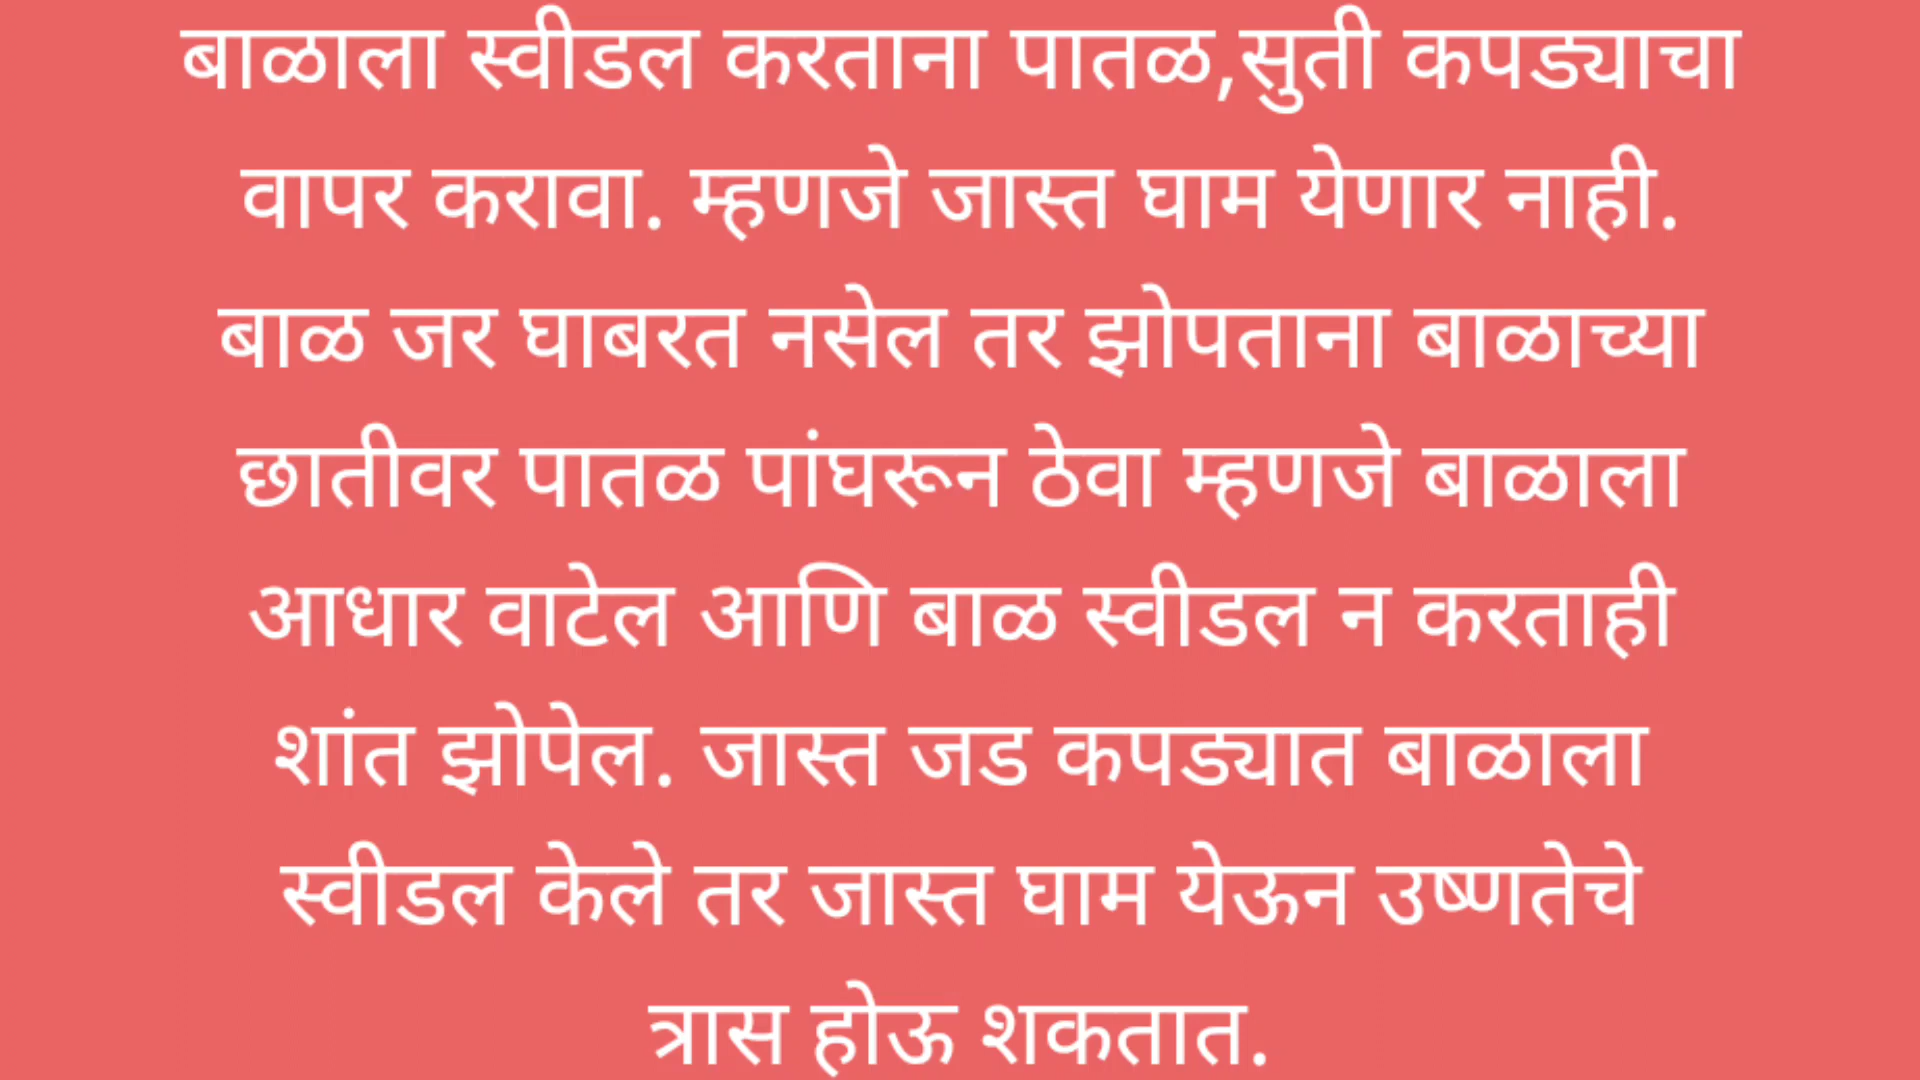 बाळाला स्वीडल करताना पातळ,सुती कपड्याचा
वापर करावा. म्हणजे जास्त घाम येणार नाही.
बाळ जर घाबरत नसेल तर झोपताना बाळाच्या
छातीवर पातळ पांघरून ठेवा म्हणजे बाळाला
आधार वाटेल आणि बाळ स्वीडल न करताही
शांत झोपेल. जास्त जड कपड्यात बाळाला
स्वीडल केले तर जास्त घाम येऊन उष्णतेचे
त्रास होऊ शकतात.